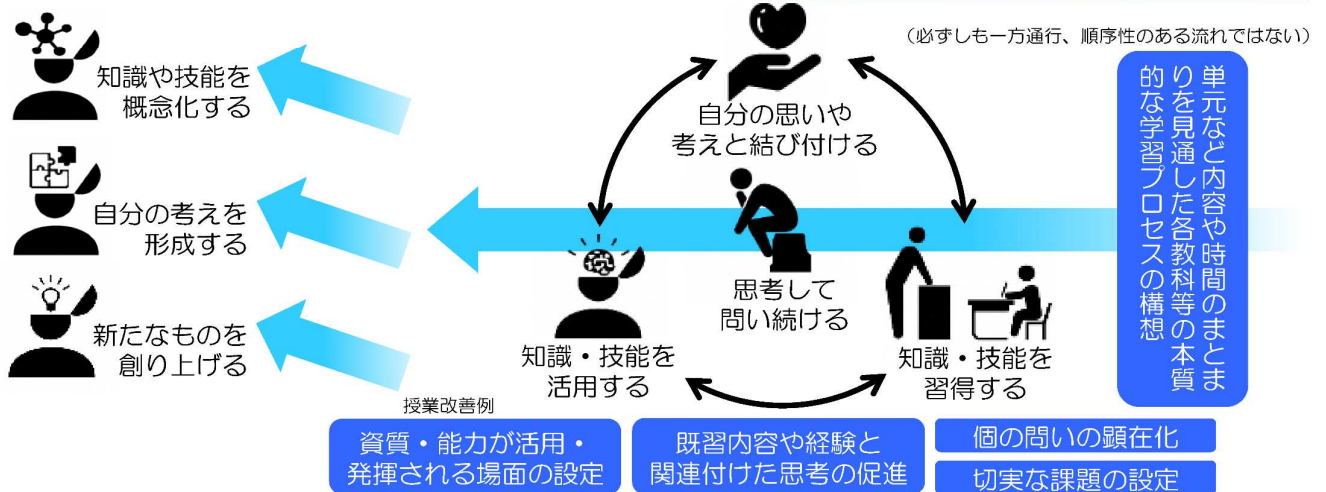 (必ずしも一方通行、順序性のある流れではない)
単元など内容や時間のまとま
りを見通した各教科等の本質
的な学習プロセスの構想
自分の思いや
考えと結び付ける
思考して
問い続ける
知識・技能を
習得する
知識・技能を
活用する
知識や技能を
概念化する
自分の考えを
形成する
新たなものを
創り上げる
授業改善例
資質・能力が活用・
発揮される場面の設定
既習内容や経験と
関連付けた思考の促進
個の問いの顕在化
切実な課題の設定